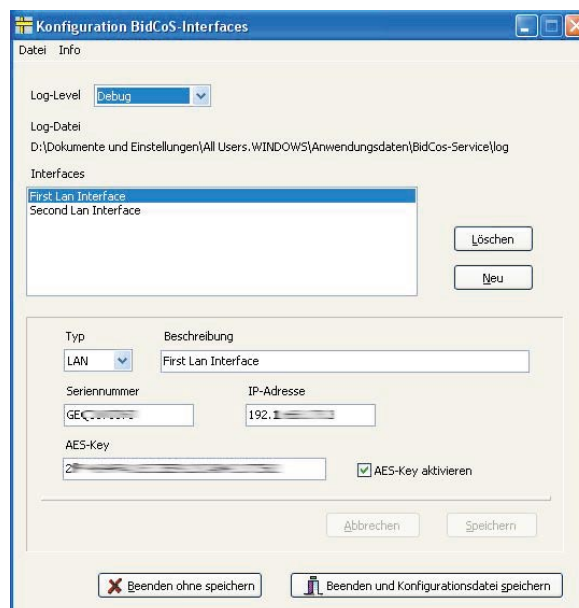 Konfiguration BidCoS-Interfaces
Datei Info
Log-Level Debug
Log-Datei
D:\Dokumente und Einstellungen\All Users.WINDOWS\Anwendungsdaten\BidCos-Service\log
Interfaces
First Lan Interface
Second Lan Interface
Löschen
Neu
Typ Beschreibung
LAN First Lan Interface
Seriennummer IP-Adresse
AES-Key
AES-Key aktivieren
Abbrechen Speichern
Beenden ohne speichern Beenden und Konfigurationsdatei speichern